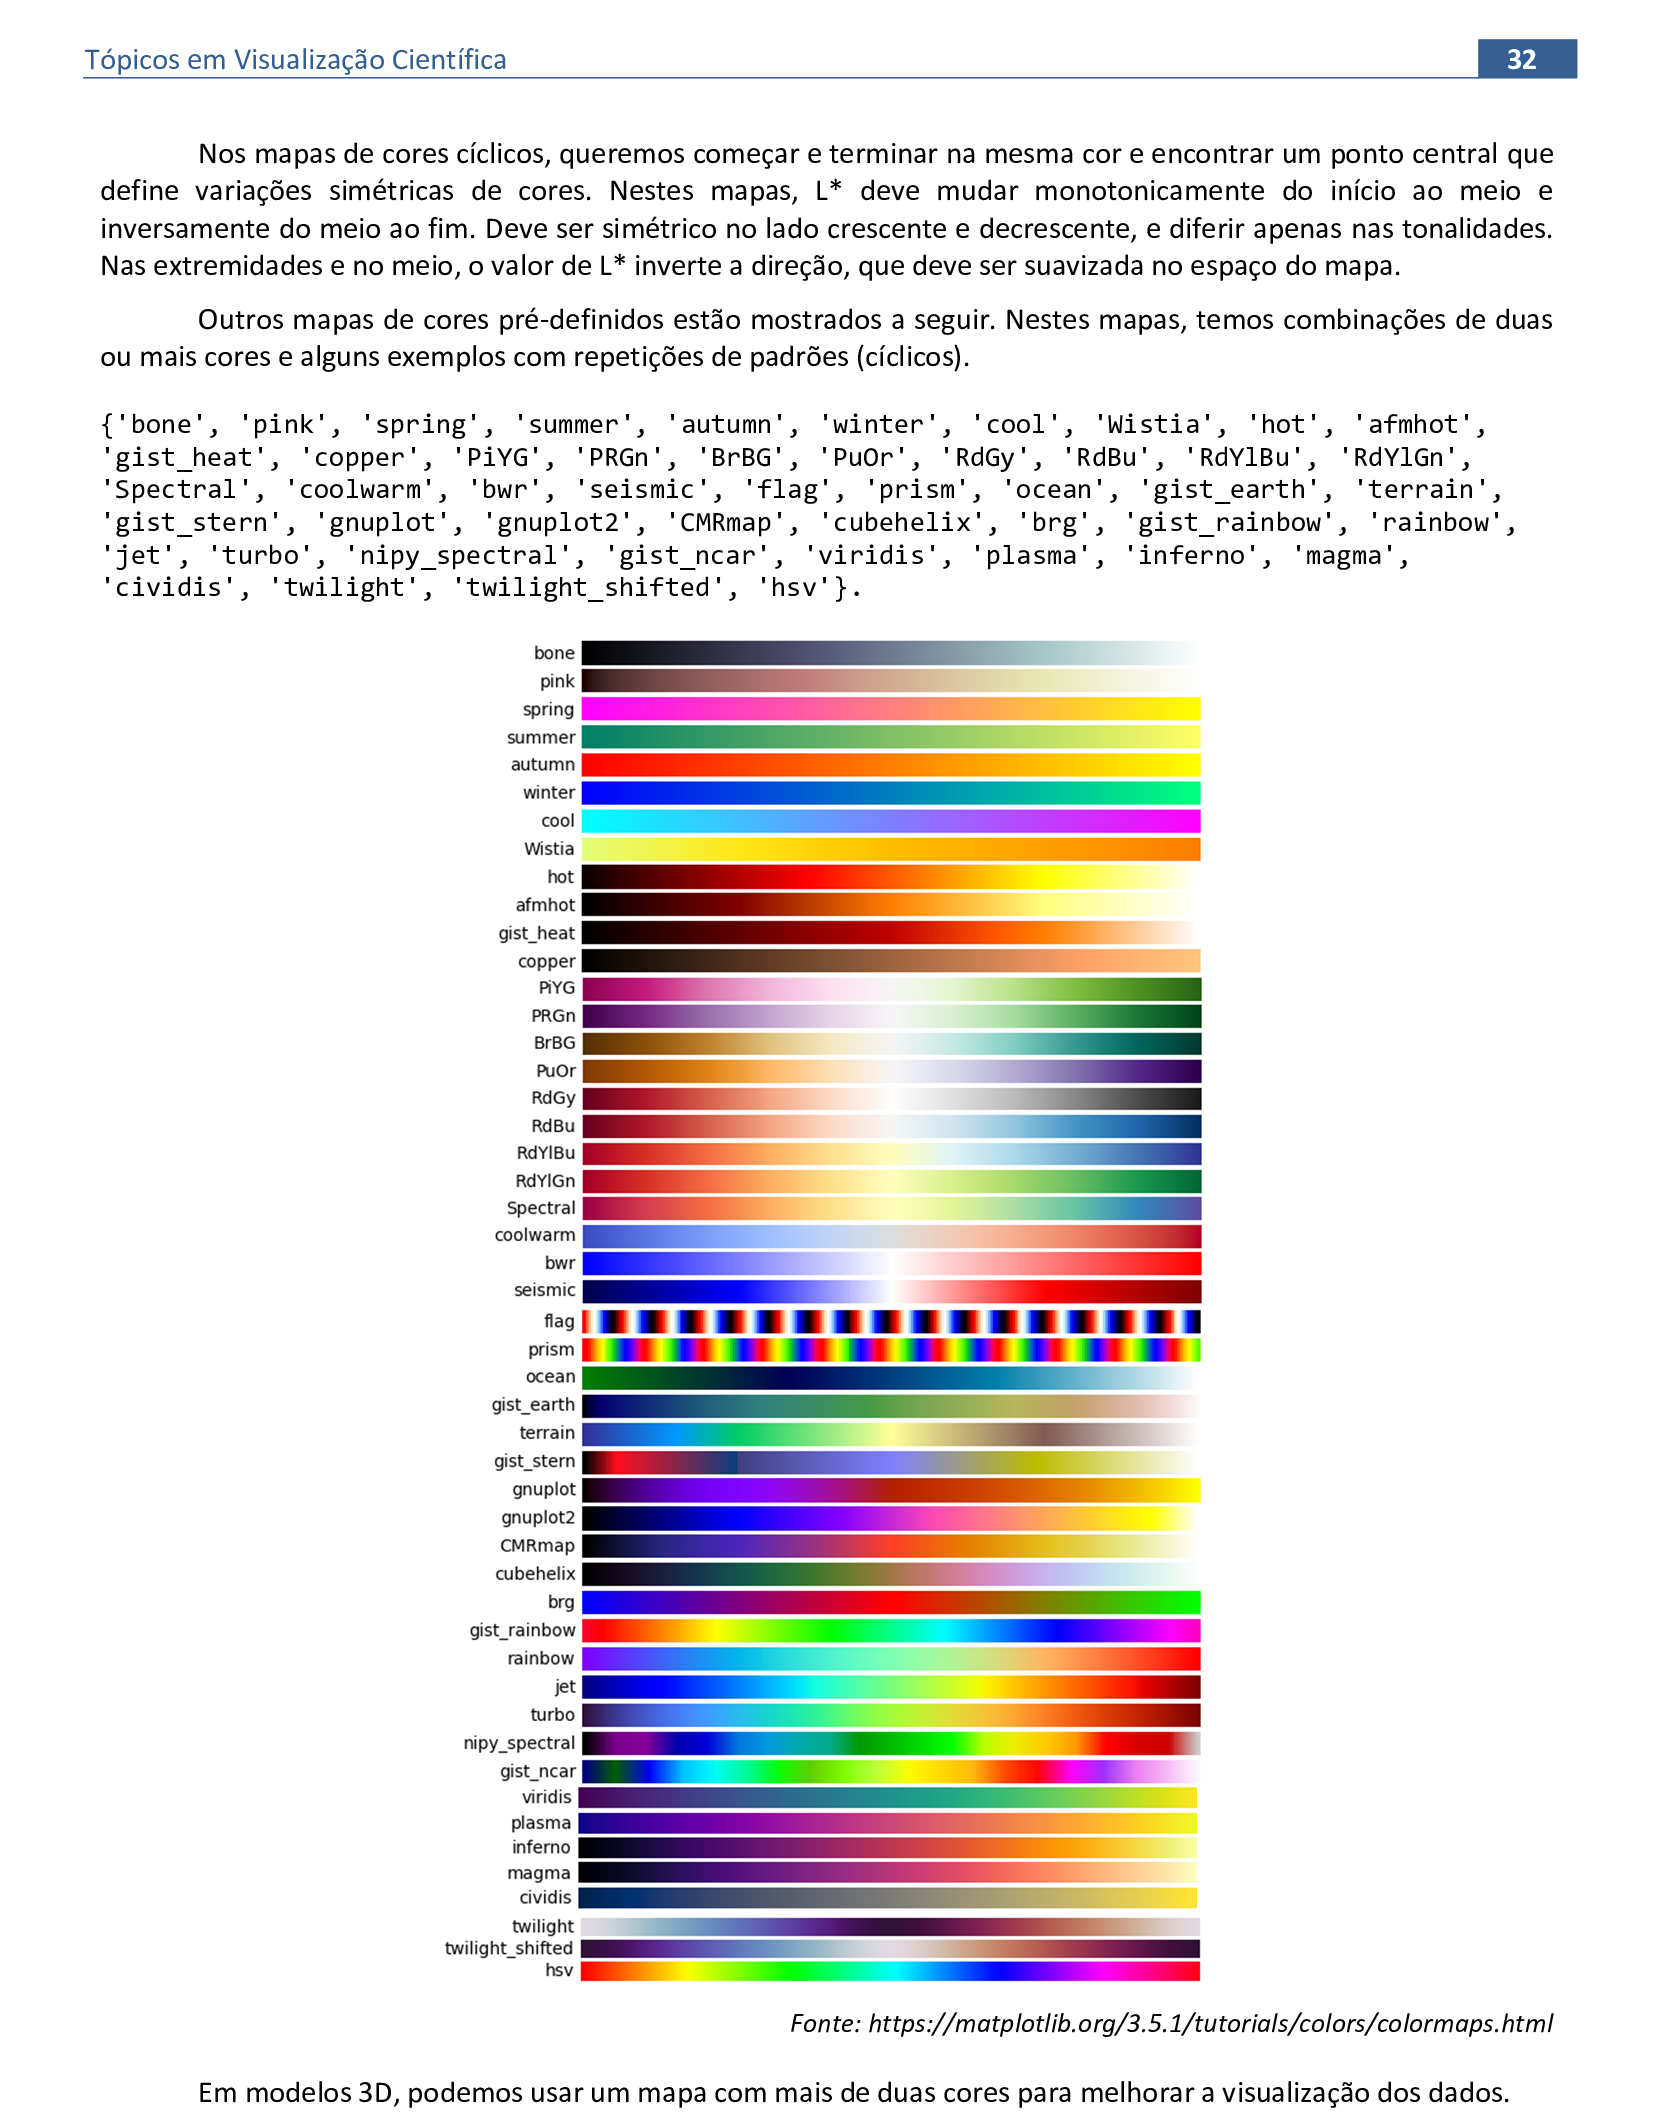 Tópicos em Visualização Científica
32
Nos mapas de cores cíclicos, queremos começar e terminar na mesma cor e encontrar um ponto central que
define variações simétricas de cores. Nestes mapas, L* deve mudar monotonicamente do início ao meio e
inversamente do meio ao fim. Deve ser simétrico no lado crescente e decrescente, e diferir apenas nas tonalidades.
Nas extremidades e no meio, o valor de L* inverte a direção, que deve ser suavizada no espaço do mapa.
Outros mapas de cores pré-definidos estão mostrados a seguir. Nestes mapas, temos combinações de duas
ou mais cores e alguns exemplos com repetições de padrões (cíclicos).
{'bone', 'pink', 'spring', 'summer', 'autumn', 'winter', 'cool', 'Wistia', 'hot', 'afmhot',
'gist_heat', 'copper', 'PiYG', 'PRGn', 'BrBG', 'PuOr', 'RdGy', 'RdBu', 'RdYlBu', 'RdYlGn',
'Spectral', 'coolwarm', 'bwr', 'seismic', 'flag', 'prism', 'ocean', 'gist_earth', 'terrain',
'gist_stern', 'gnuplot', 'gnuplot2', 'CMRmap', 'cubehelix', 'brg', 'gist_rainbow', 'rainbow',
'jet', 'turbo', 'nipy_spectral', 'gist_ncar', 'viridis', 'plasma', 'inferno', 'magma',
'cividis', 'twilight', 'twilight_shifted', 'hsv'}.
bone
pink
spring
summer
autumn
winter
cool
Wistia
hot
afmhot
gist_heat
copper
PiYG
PRGn
BrBG
PuOr
RdGy
RdBu
RdYlBu
RdYlGn
Spectral
coolwarm
bwr
seismic
flag
prism
ocean
gist_earth
terrain
gist_stern
gnuplot
gnuplot2
CMRmap
cubehelix
brg
gist_rainbow
rainbow
jet
turbo
nipy_spectral
gist_ncar
viridis
plasma
inferno
magma
cividis
twilight
twilight_shifted
hsv
Fonte: https://matplotlib.org/3.5.1/tutorials/colors/colormaps.html
Em modelos 3D, podemos usar um mapa com mais de duas cores para melhorar a visualização dos dados.